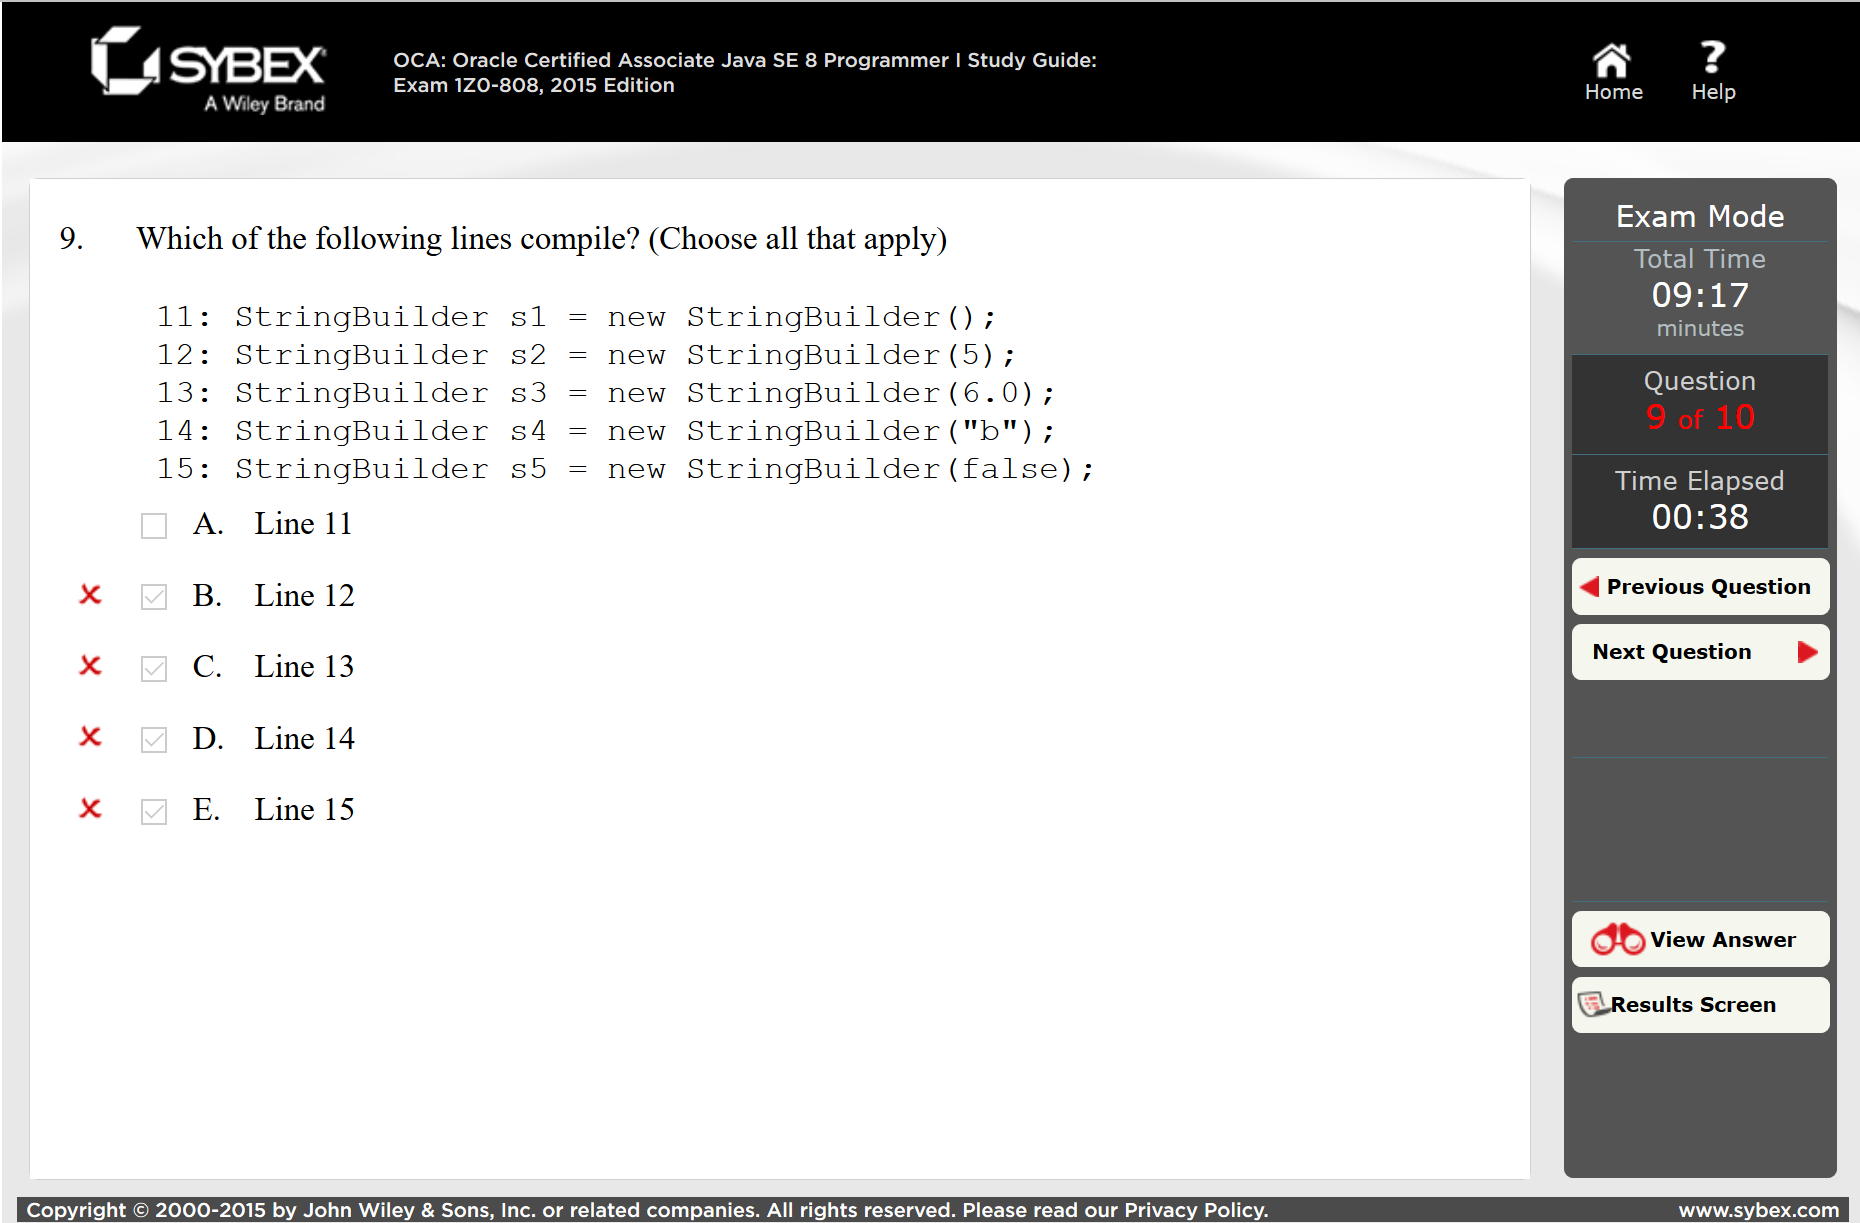 SYBEX
A Wiley Brand
OCA: Oracle Certified Associate Java SE 8 Programmer I Study Guide:
Exam 1Z0-808, 2015 Edition
Home
Help
9. Which of the following lines compile? (Choose all that apply)
11: StringBuilder s1 = new StringBuilder();
12: StringBuilder s2 = new StringBuilder(5);
13: StringBuilder s3 = new StringBuilder(6.0);
14: StringBuilder s4 = new StringBuilder("b");
15: StringBuilder s5 = new StringBuilder(false);
A. Line 11
B. Line 12
C. Line 13
D. Line 14
E. Line 15
Exam Mode
Total Time
09:17
minutes
Question
9 of 10
Time Elapsed
00:38
Previous Question
Next Question
View Answer
Results Screen
Copyright © 2000-2015 by John Wiley & Sons, Inc. or related companies. All rights reserved. Please read our Privacy Policy.
www.sybex.com